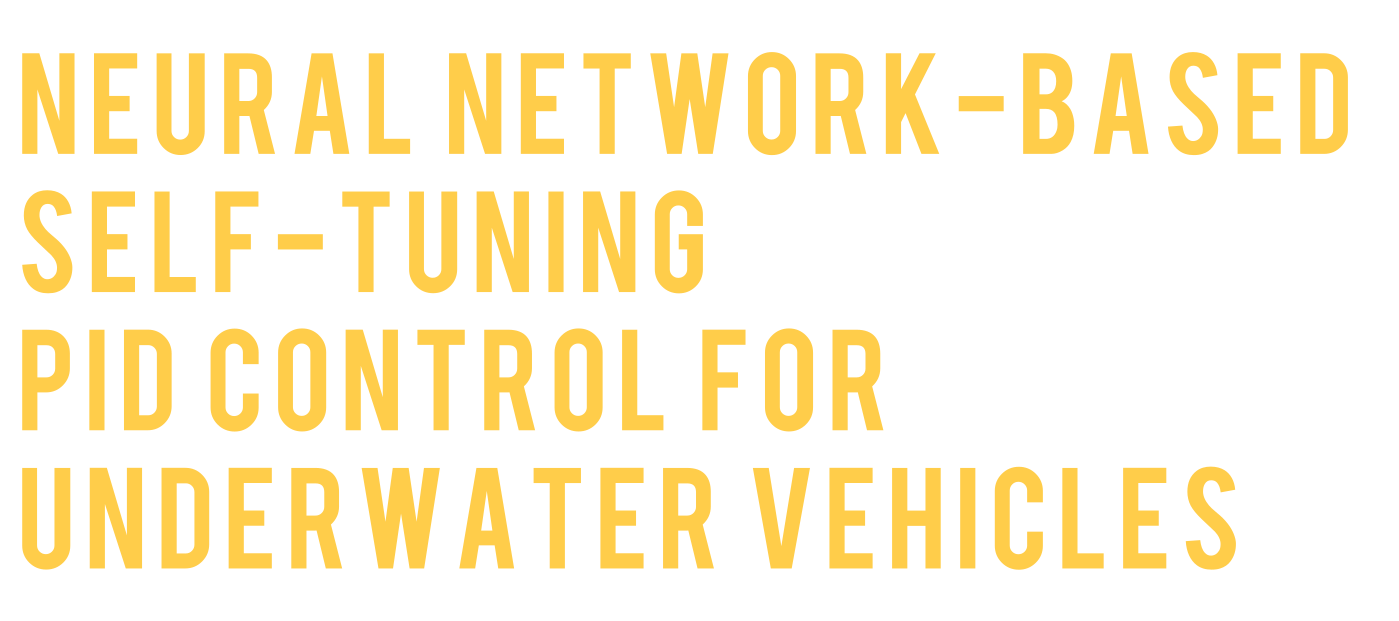 NEURAL NETWORK-BASED
SELF-TUNING
PID CONTROL FOR
UNDERWATER VEHICLES